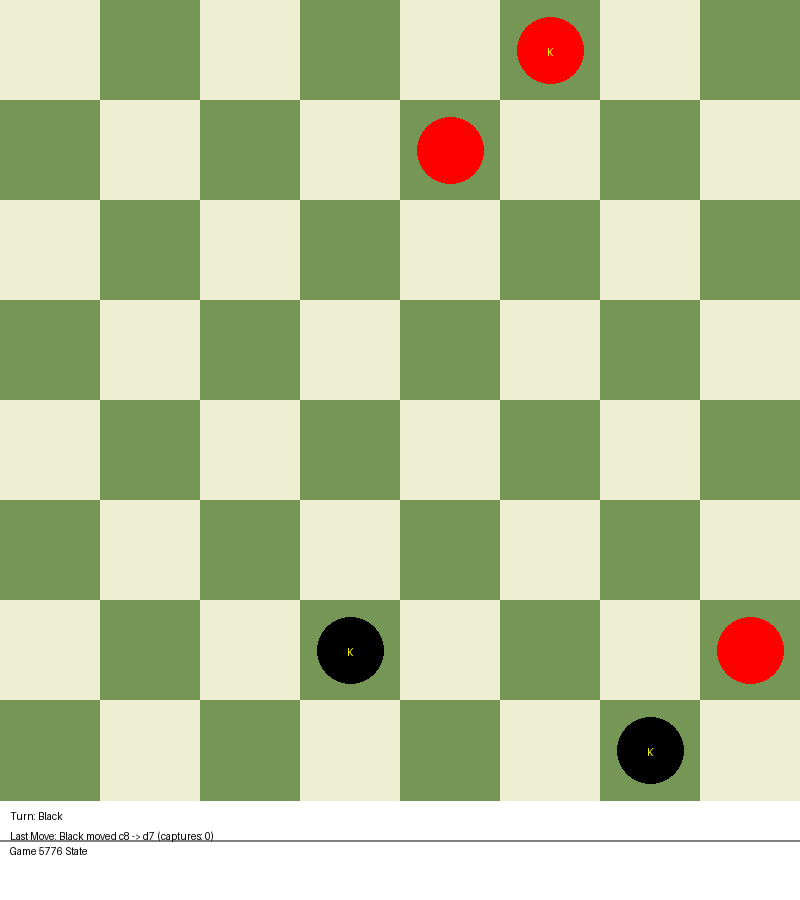 K
K
K
Turn: Black
Last Move: Black moved c8 -> d7 (captures: 0)
Game 5776 State